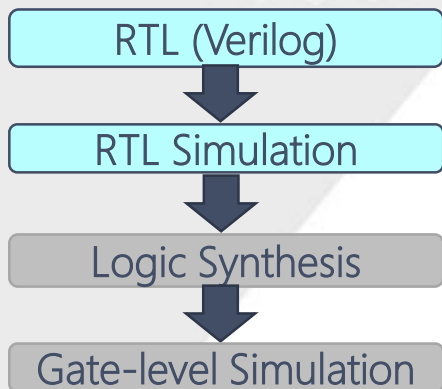 RTL (Verilog)
RTL Simulation
Logic Synthesis
Gate-level Simulation